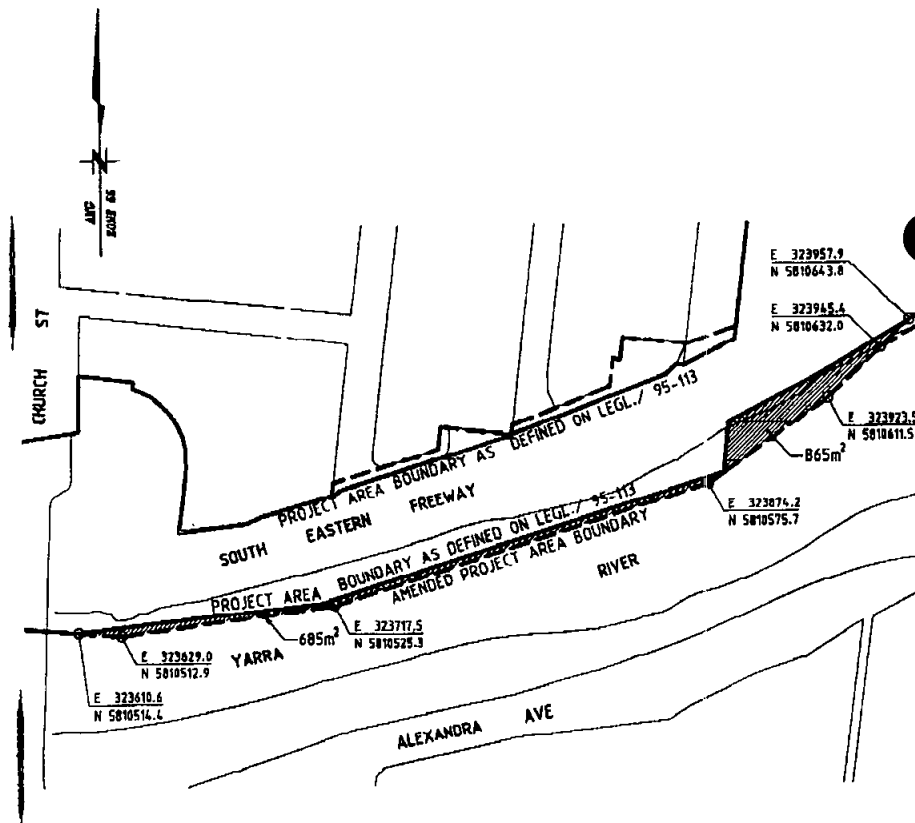 N
AMG
ZONE 55
CHURCH ST
E 323957.9
N 5810643.8
E 323945.4
N 5810632.0
E 323923.5
N 5810611.5
865m²
E 323874.2
N 5810575.7
PROJECT AREA BOUNDARY AS DEFINED ON LEGL./ 95-113
SOUTH EASTERN FREEWAY
PROJECT AREA BOUNDARY AS DEFINED ON LEGL./ 95-113
AMENDED PROJECT AREA BOUNDARY
YARRA RIVER
685m²
E 323717.5
N 5810525.3
E 323629.0
N 5810512.9
E 323610.6
N 5810514.4
ALEXANDRA AVE